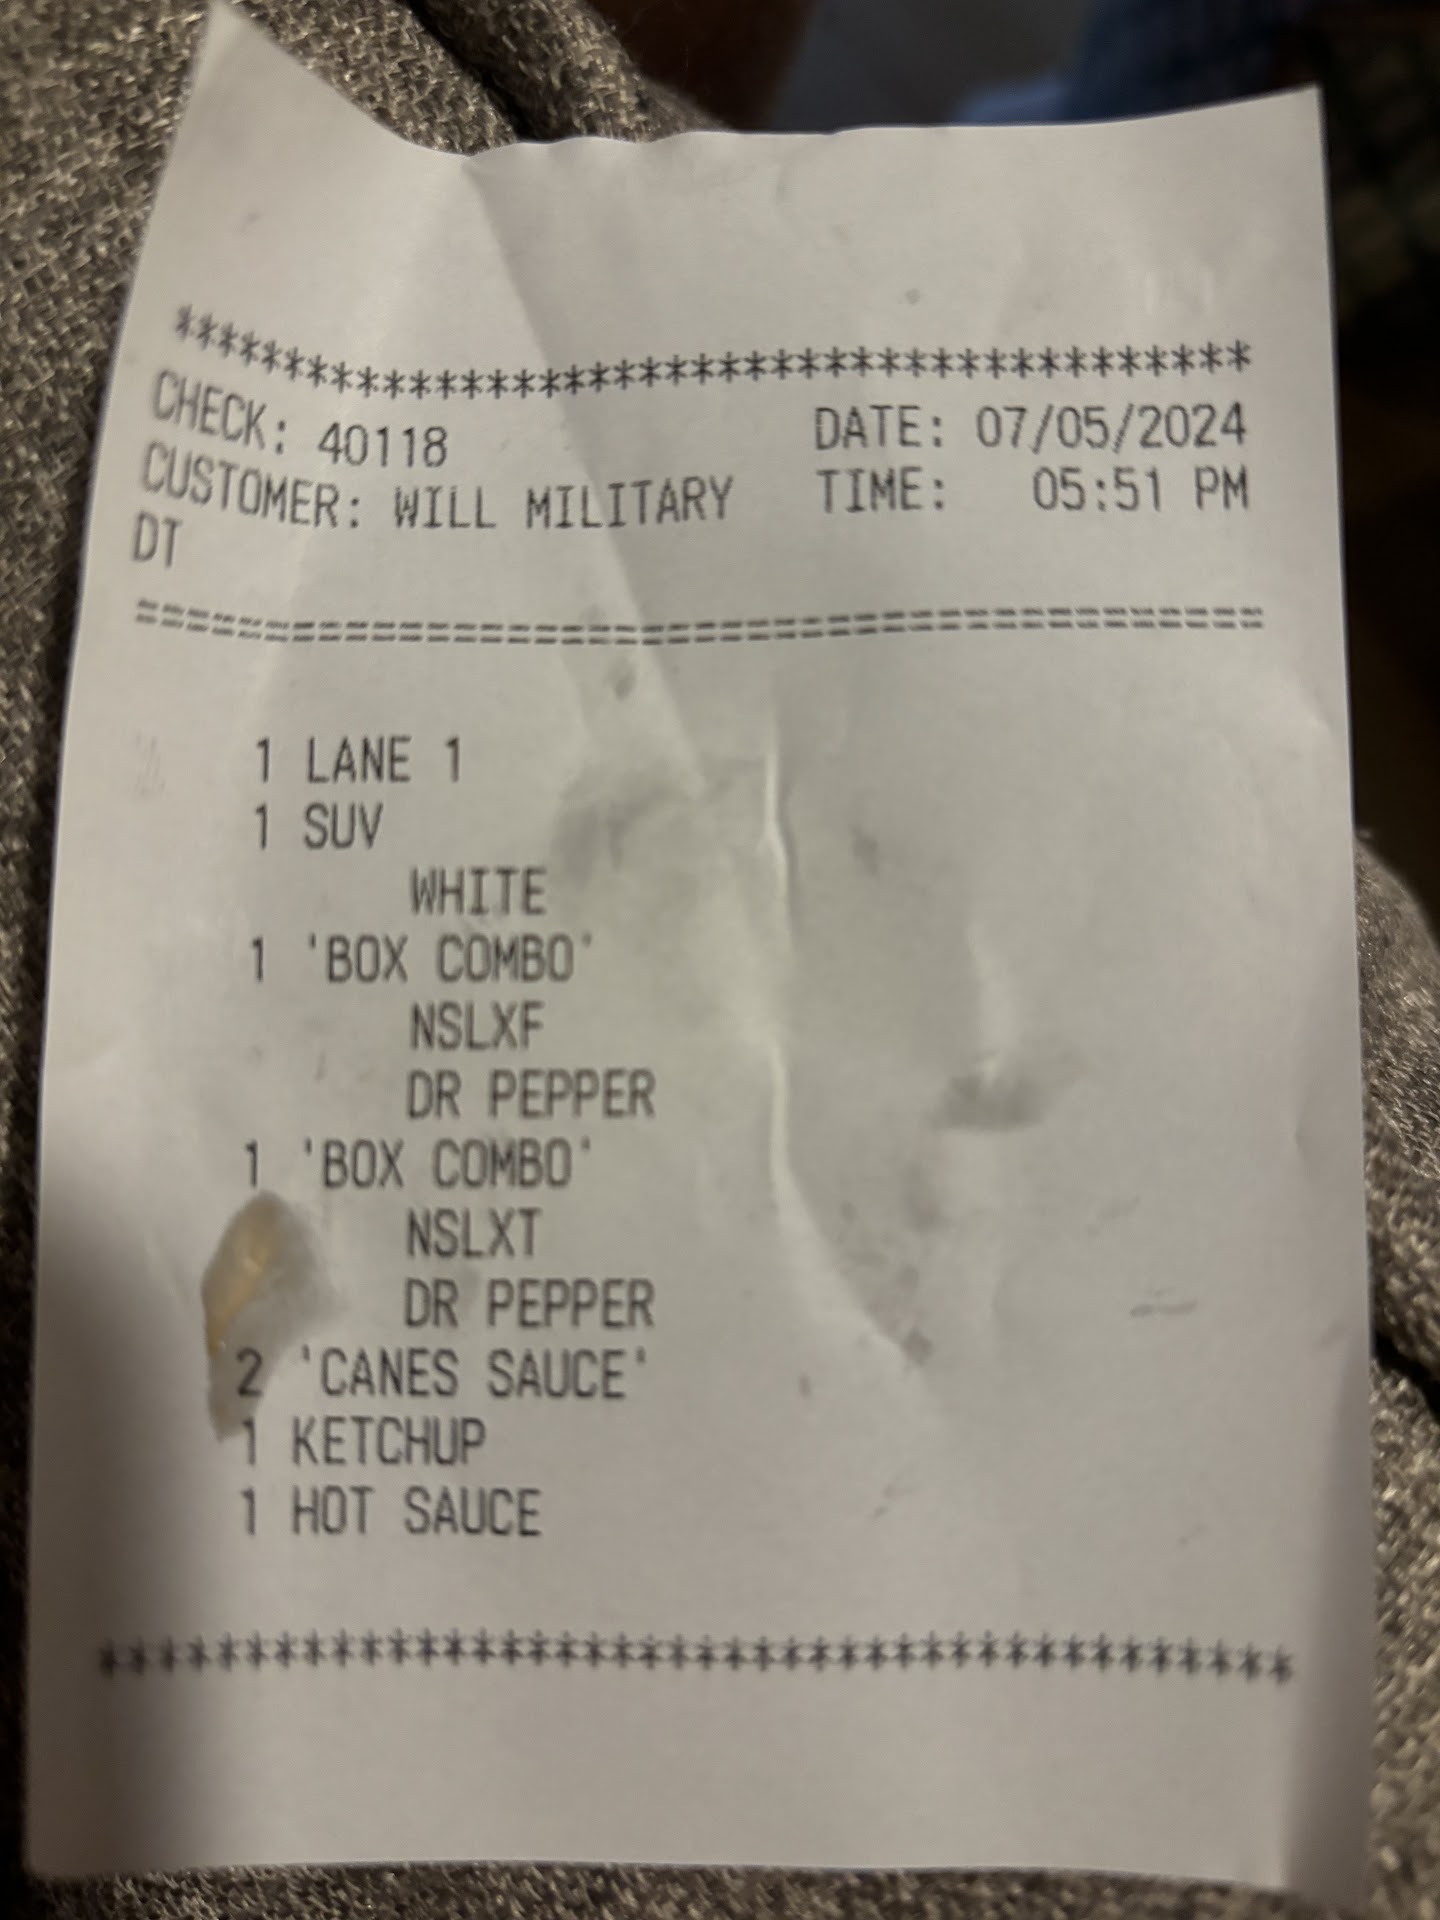 ******************************************
CHECK: 40118 DATE: 07/05/2024
CUSTOMER: WILL MILITARY TIME: 05:51 PM
DT
==========================================
1 LANE 1
1 SUV
WHITE
1 'BOX COMBO'
NSLXF
DR PEPPER
1 'BOX COMBO'
NSLXT
DR PEPPER
2 'CANES SAUCE'
1 KETCHUP
1 HOT SAUCE
******************************************